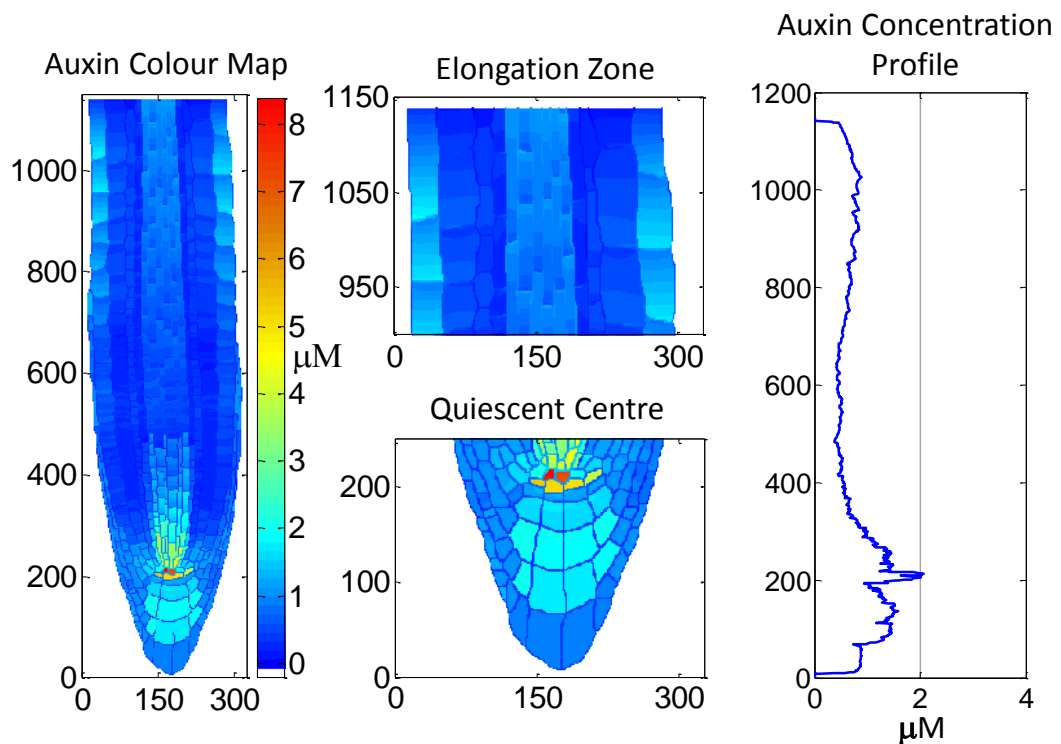 Auxin Colour Map
1000
800
600
400
200
0
0 150 300
8
7
6
5
μM
4
3
2
1
0
Elongation Zone
1150
1050
950
0 150 300
Quiescent Centre
200
100
0
0 150 300
Auxin Concentration
Profile
1200
1000
800
600
400
200
0
0 2 4
μM